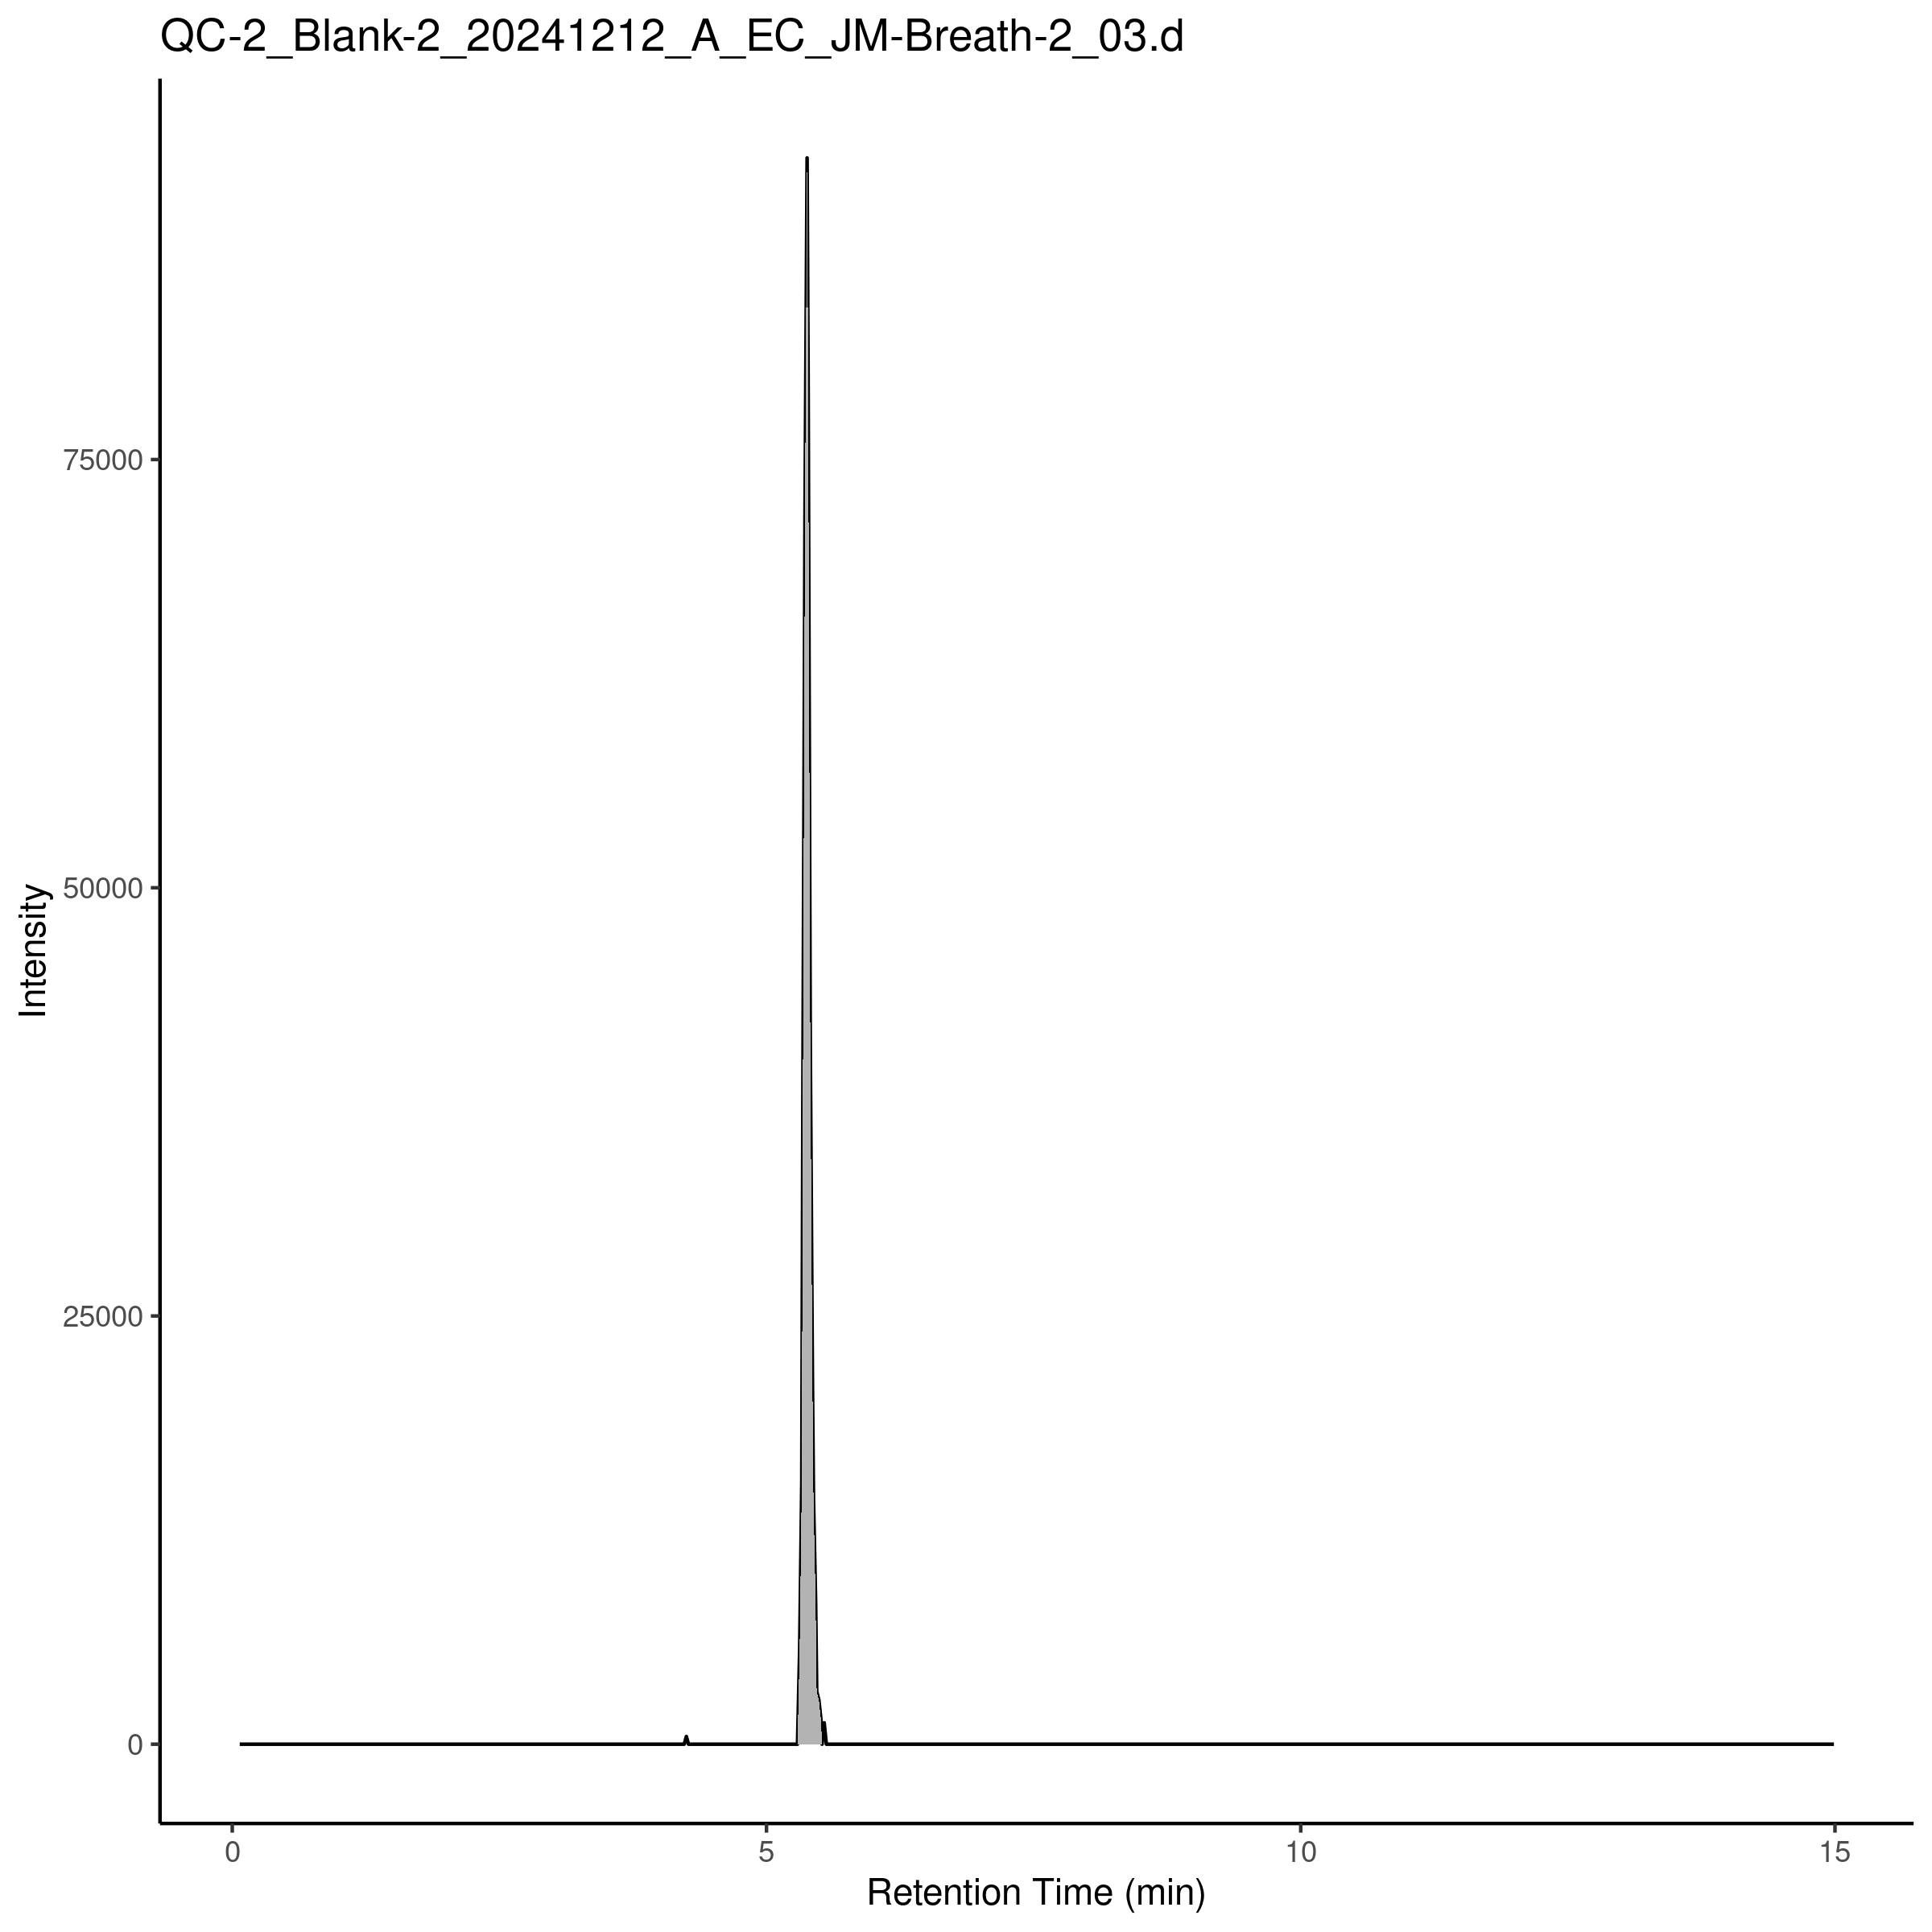 QC-2_Blank-2_20241212_A_EC_JM-Breath-2_03.d
75000
50000
25000
0
Intensity
0 5 10 15
Retention Time (min)